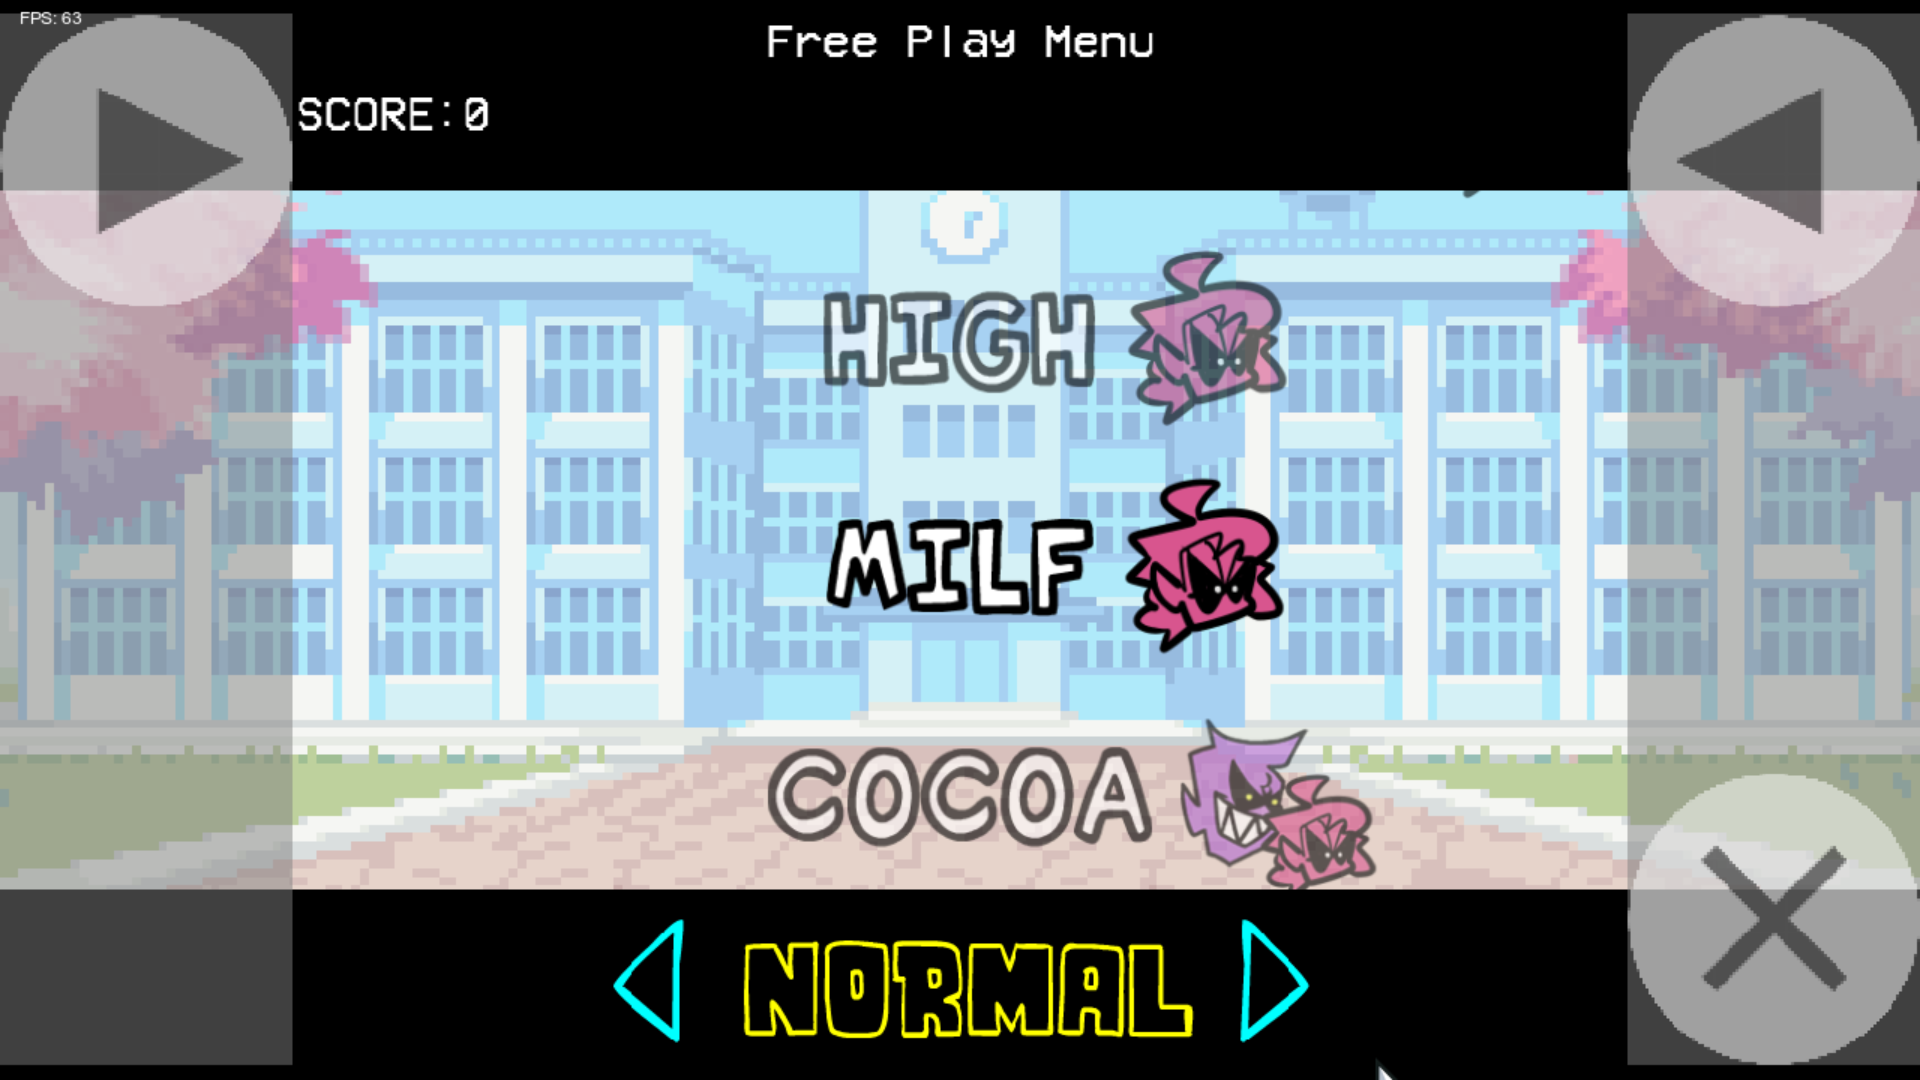 FPS: 63
Free Play Menu
SCORE:0
HIGH
MILF
COCOA
NORMAL